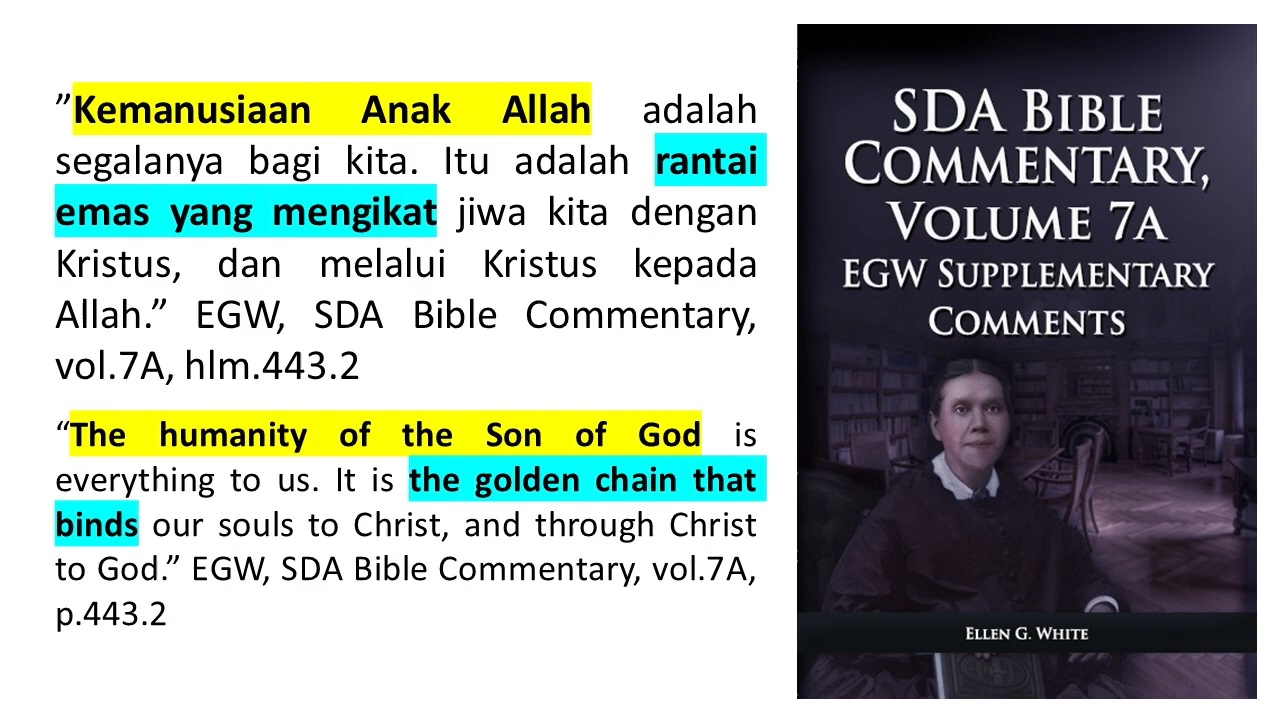 ”Kemanusiaan Anak Allah adalah
segalanya bagi kita. Itu adalah rantai
emas yang mengikat jiwa kita dengan
Kristus, dan melalui Kristus kepada
Allah.” EGW, SDA Bible Commentary,
vol.7A, hlm.443.2
“The humanity of the Son of God is
everything to us. It is the golden chain that
binds our souls to Christ, and through Christ
to God.” EGW, SDA Bible Commentary, vol.7A,
p.443.2
SDA BIBLE
COMMENTARY,
VOLUME 7A
EGW SUPPLEMENTARY
COMMENTS
ELLEN G. WHITE